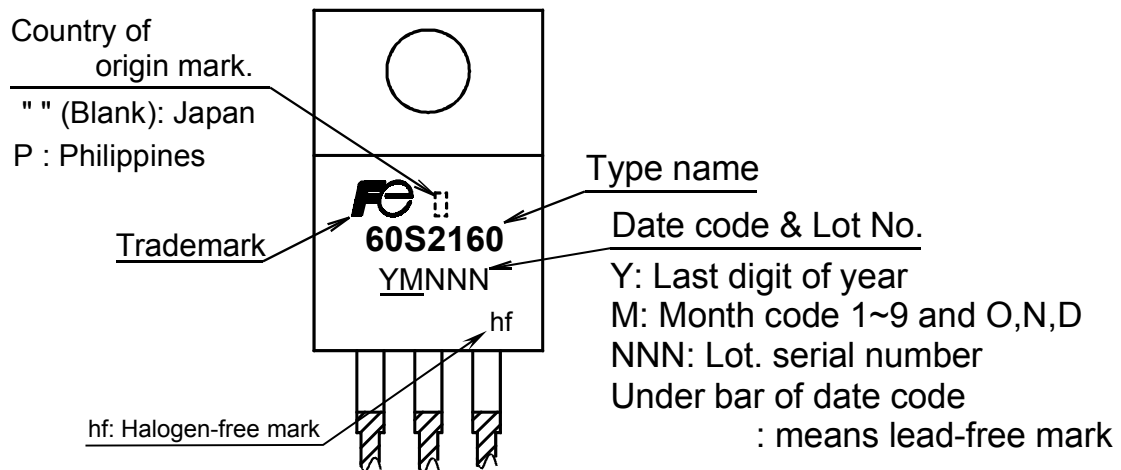 Country of
origin mark.
" " (Blank): Japan
P : Philippines
Trademark
Fe
60S2160
YMNNN
hf
hf: Halogen-free mark
Type name
Date code & Lot No.
Y: Last digit of year
M: Month code 1~9 and O,N,D
NNN: Lot. serial number
Under bar of date code
: means lead-free mark